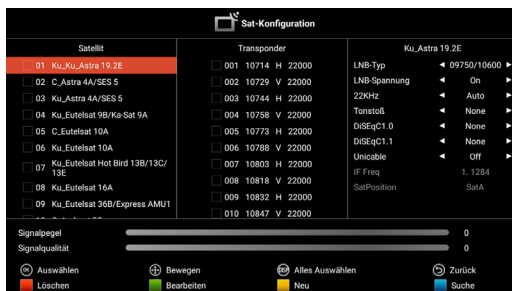 Sat-Konfiguration
Satellit
01 Ku_Ku_Astra 19.2E
02 C_Astra 4A/SES 5
03 Ku_Astra 4A/SES 5
04 Ku_Eutelsat 9B/Ka-Sat 9A
05 C_Eutelsat 10A
06 Ku_Eutelsat 10A
07 Ku_Eutelsat Hot Bird 13B/13C/
13E
08 Ku_Eutelsat 16A
09 Ku_Eutelsat 36B/Express AMU1
Transponder
001 10714 H 22000
002 10729 V 22000
003 10744 H 22000
004 10758 V 22000
005 10773 H 22000
006 10788 V 22000
007 10803 H 22000
008 10818 V 22000
009 10832 H 22000
010 10847 V 22000
Ku_Astra 19.2E
LNB-Typ 09750/10600
LNB-Spannung On
22KHz Auto
Tonstoß None
DiSEqC1.0 None
DiSEqC1.1 None
Unicable Off
IF Freq 1. 1284
SatPosition SatA
Signalpegel 0
Signalqualität 0
OK Auswählen Bewegen Alles Auswählen Zurück
Löschen Bearbeiten Neu Suche